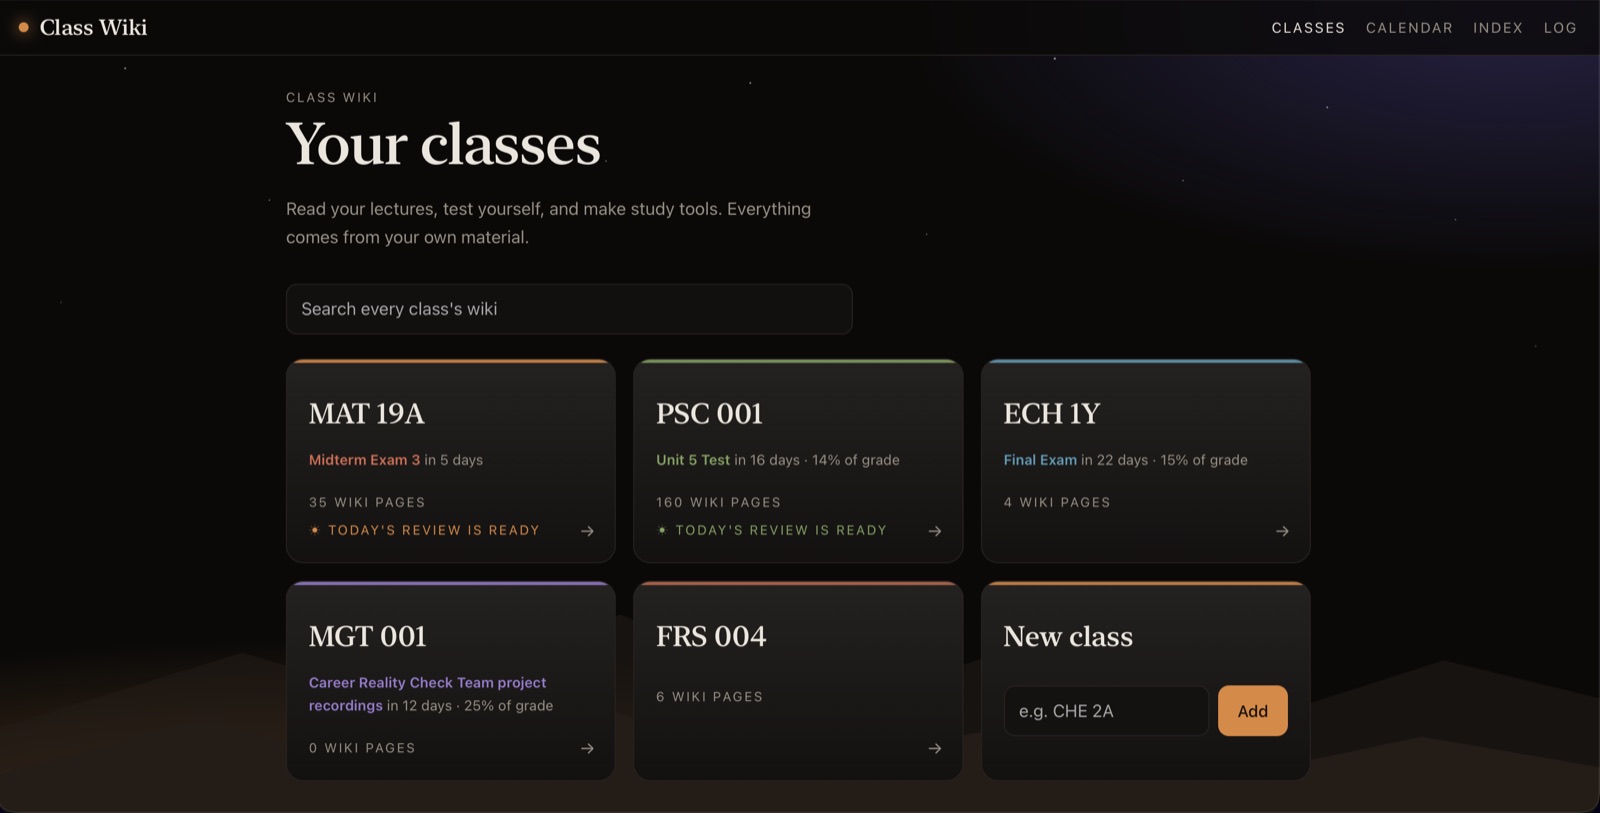 Class Wiki
CLASSES CALENDAR INDEX LOG
CLASS WIKI
Your classes
Read your lectures, test yourself, and make study tools. Everything
comes from your own material.
Search every class's wiki
MAT 19A
Midterm Exam 3 in 5 days
35 WIKI PAGES
TODAY'S REVIEW IS READY →
PSC 001
Unit 5 Test in 16 days · 14% of grade
160 WIKI PAGES
TODAY'S REVIEW IS READY →
ECH 1Y
Final Exam in 22 days · 15% of grade
4 WIKI PAGES
→
MGT 001
Career Reality Check Team project
recordings in 12 days · 25% of grade
0 WIKI PAGES →
FRS 004
6 WIKI PAGES
→
New class
e.g. CHE 2A Add